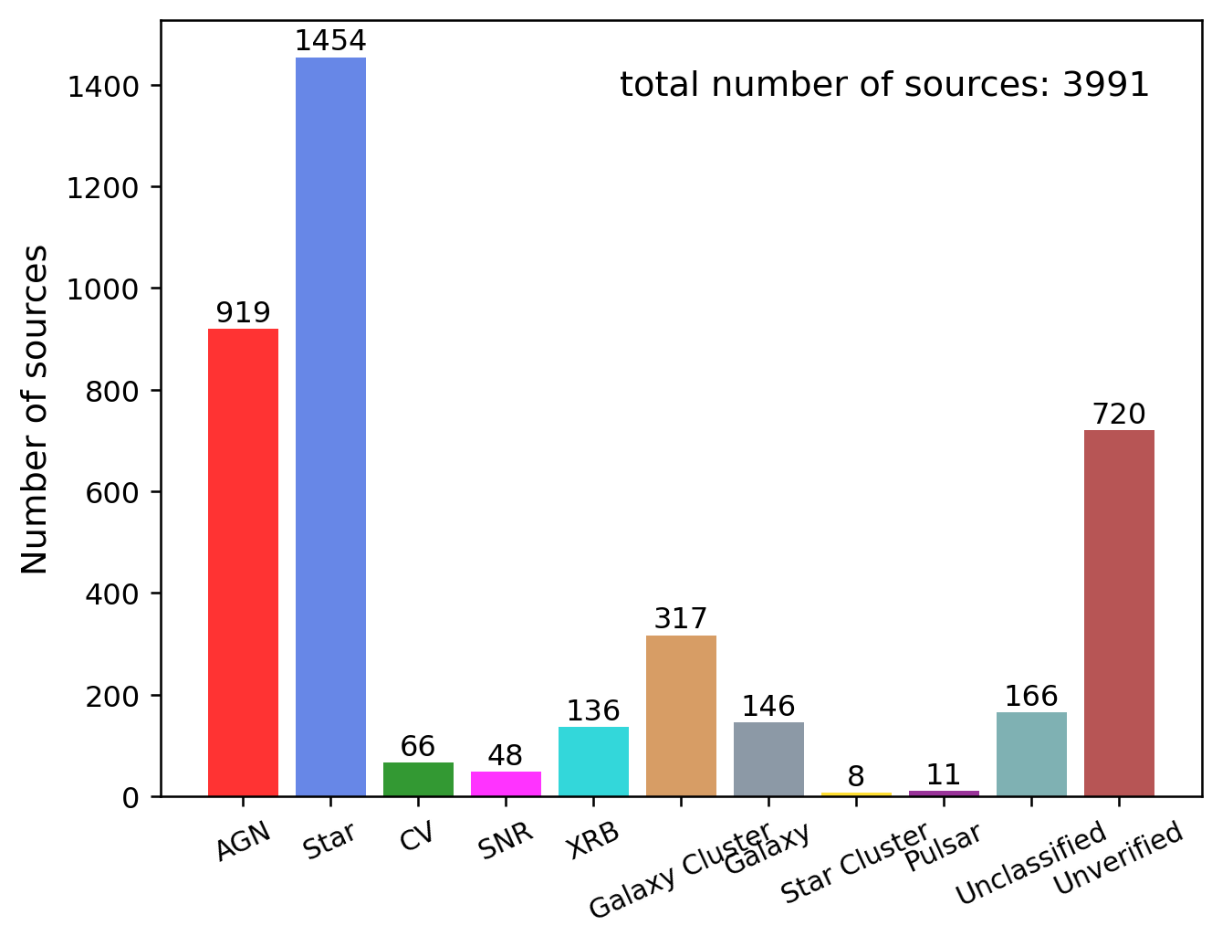 1454
total number of sources: 3991
1400
1200
1000
919
800
720
600
400
317
200
166
146
136
66
48
11
8
0
Number of sources
AGN
Star
CV
SNR
XRB
Galaxy Cluster
Galaxy
Star Cluster
Pulsar
Unclassified
Unverified